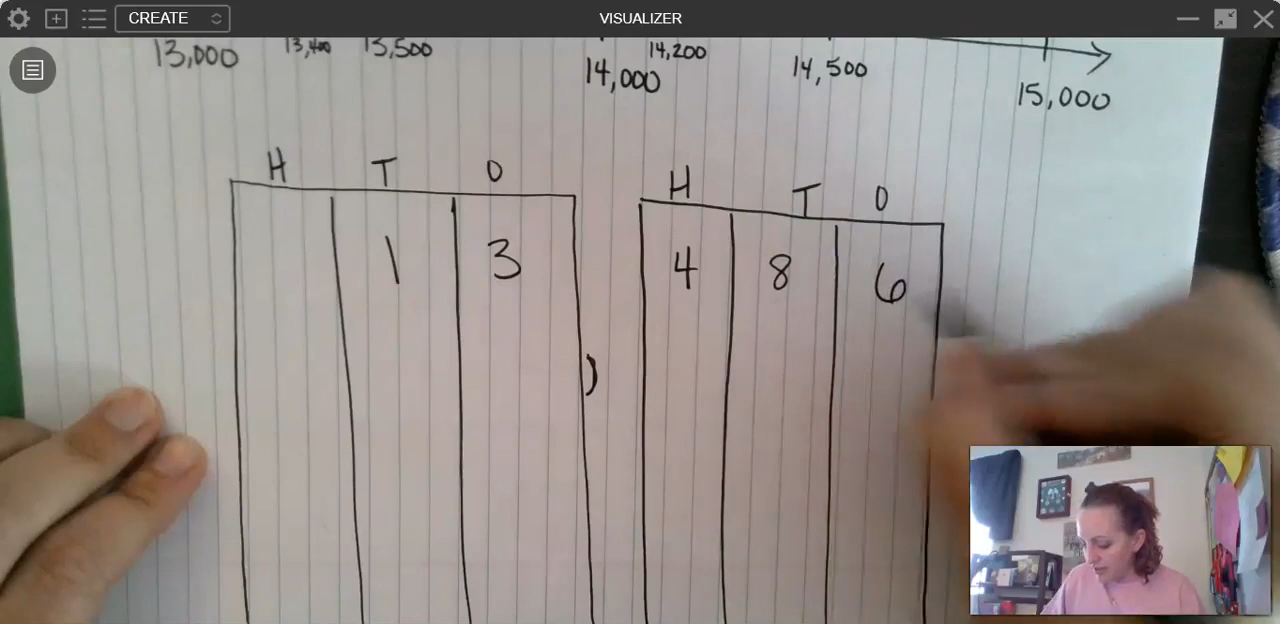 CREATE
VISUALIZER
13,000 13,400 13,500 14,000 14,200 14,500 15,000
H T O H T O
1 3 ) 4 8 6